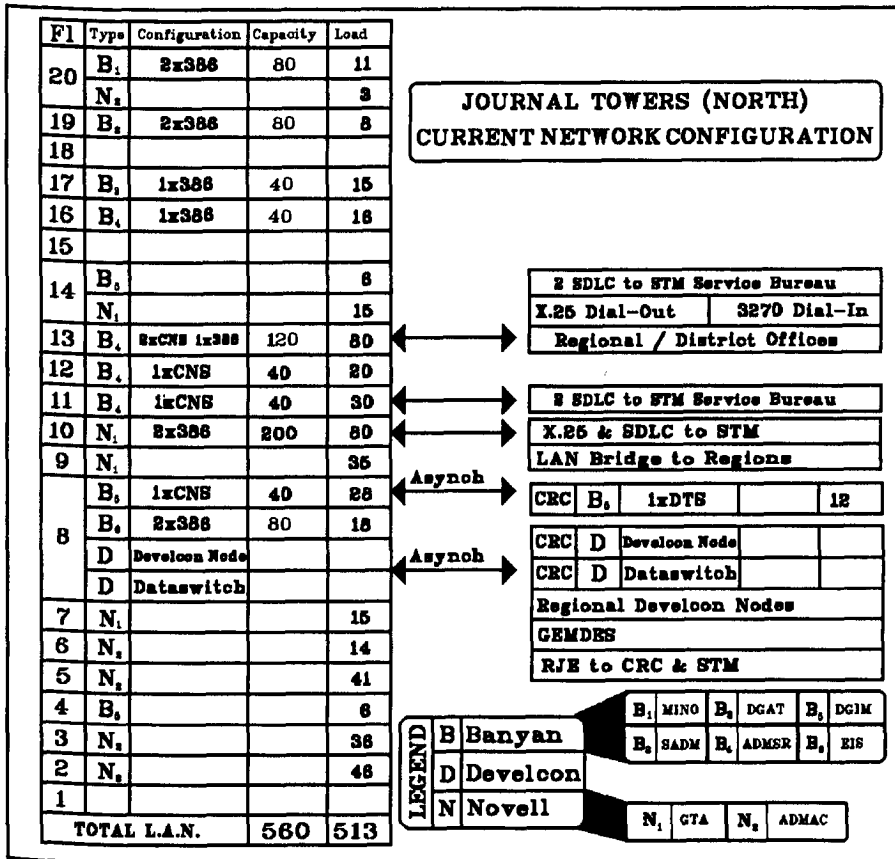 Fl Type Configuration Capacity Load
20 B₁ 2x386 80 11
N₂ 3
19 B₂ 2x386 80 8
18
17 B₃ 1x386 40 15
16 B₄ 1x386 40 16
15
14 B₅ 6
N₁ 15
13 B₄ 2xCNS 1x386 120 80
12 B₄ 1xCNS 40 20
11 B₄ 1xCNS 40 30
10 N₁ 2x386 200 80
9 N₁ 35
8 B₅ 1xCNS 40 28
B₆ 2x386 80 18
D Develcon Node
D Dataswitch
7 N₁ 15
6 N₂ 14
5 N₂ 41
4 B₅ 6
3 N₂ 36
2 N₂ 46
1
TOTAL L.A.N. 560 513
JOURNAL TOWERS (NORTH)
CURRENT NETWORK CONFIGURATION
2 SDLC to STM Service Bureau
X.25 Dial-Out 3270 Dial-In
Regional / District Offices
2 SDLC to STM Service Bureau
X.25 & SDLC to STM
LAN Bridge to Regions
Asynch
CRC B₅ 1xDTS 12
Asynch
CRC D Develcon Node
CRC D Dataswitch
Regional Develcon Nodes
GEMDES
RJE to CRC & STM
LEGEND
B Banyan
D Develcon
N Novell
B₁ MINO B₃ DGAT B₅ DGIM
B₂ SADM B₄ ADMSR B₆ EIS
N₁ GTA N₂ ADMAC